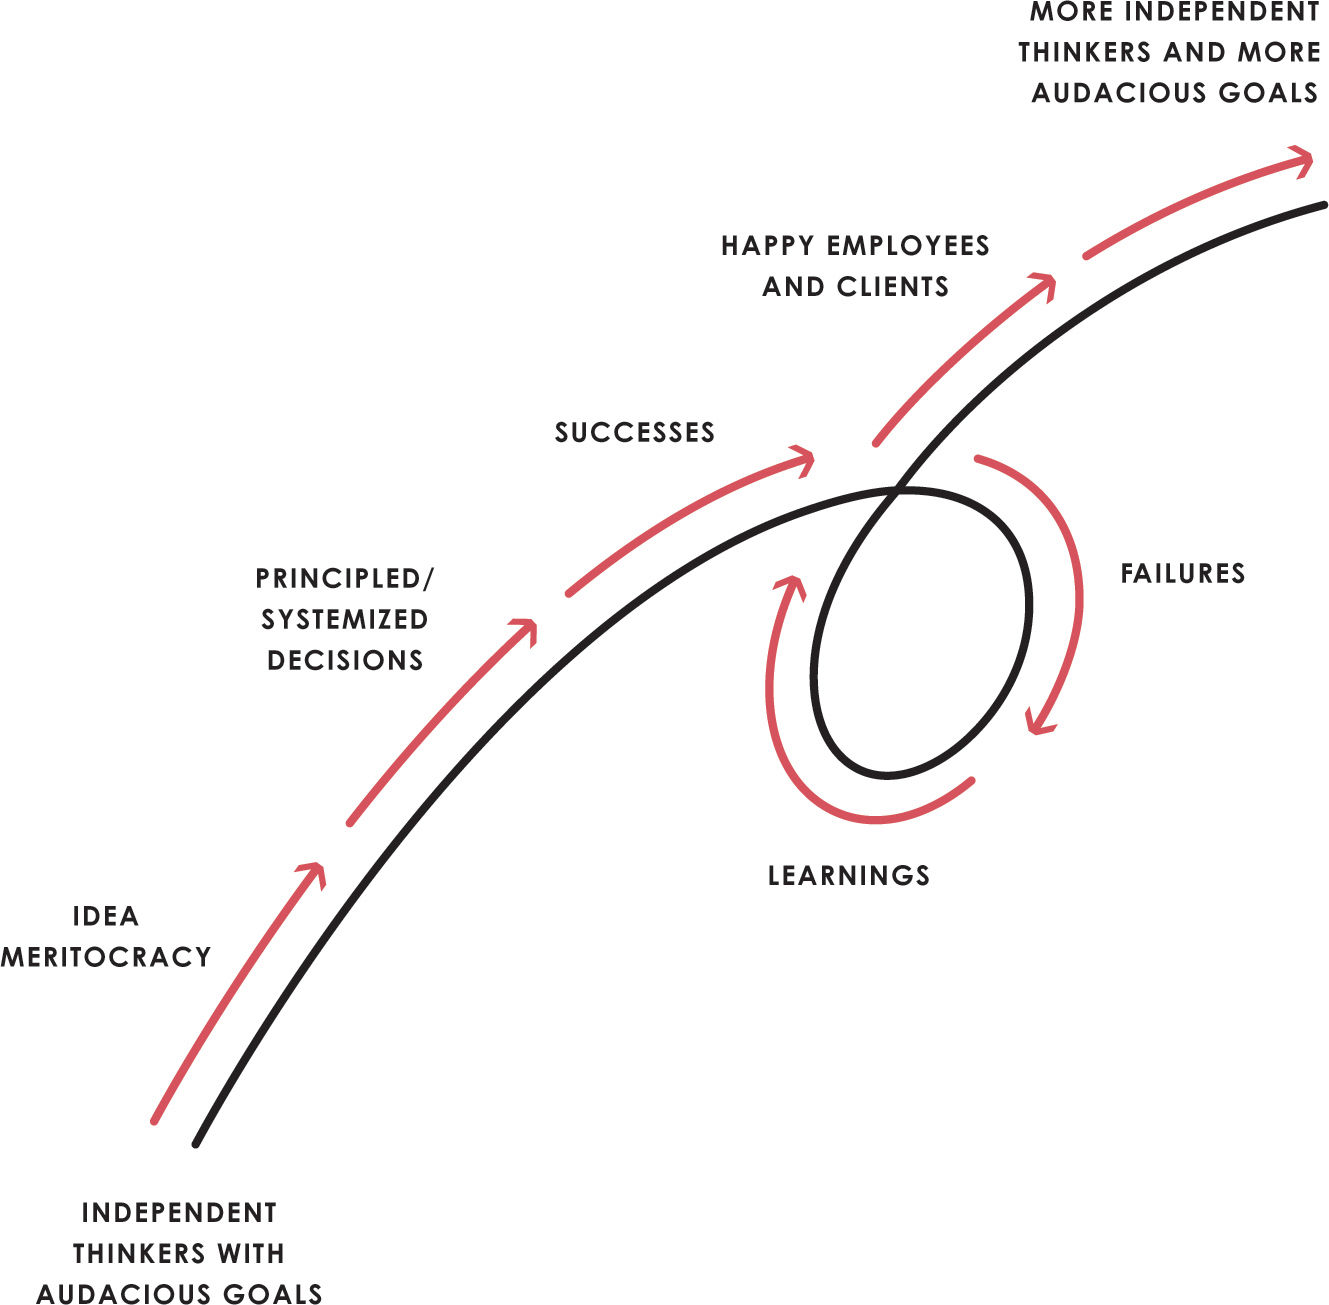 MORE INDEPENDENT
THINKERS AND MORE
AUDACIOUS GOALS
HAPPY EMPLOYEES
AND CLIENTS
SUCCESSES
FAILURES
PRINCIPLED/
SYSTEMIZED
DECISIONS
LEARNINGS
IDEA
MERITOCRACY
INDEPENDENT
THINKERS WITH
AUDACIOUS GOALS